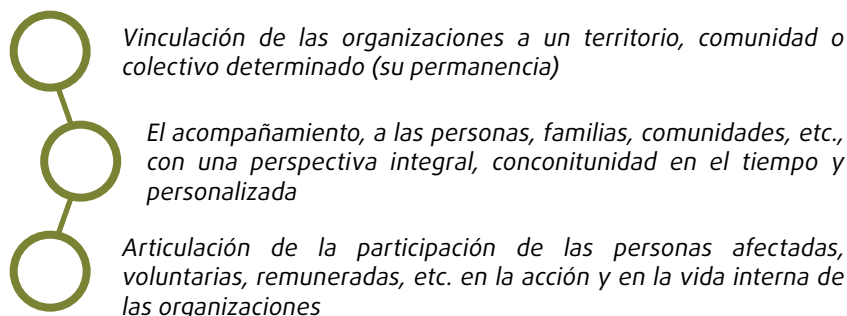 Vinculación de las organizaciones a un territorio, comunidad o
colectivo determinado (su permanencia)
El acompañamiento, a las personas, familias, comunidades, etc.,
con una perspectiva integral, conconitunidad en el tiempo y
personalizada
Articulación de la participación de las personas afectadas,
voluntarias, remuneradas, etc. en la acción y en la vida interna de
las organizaciones